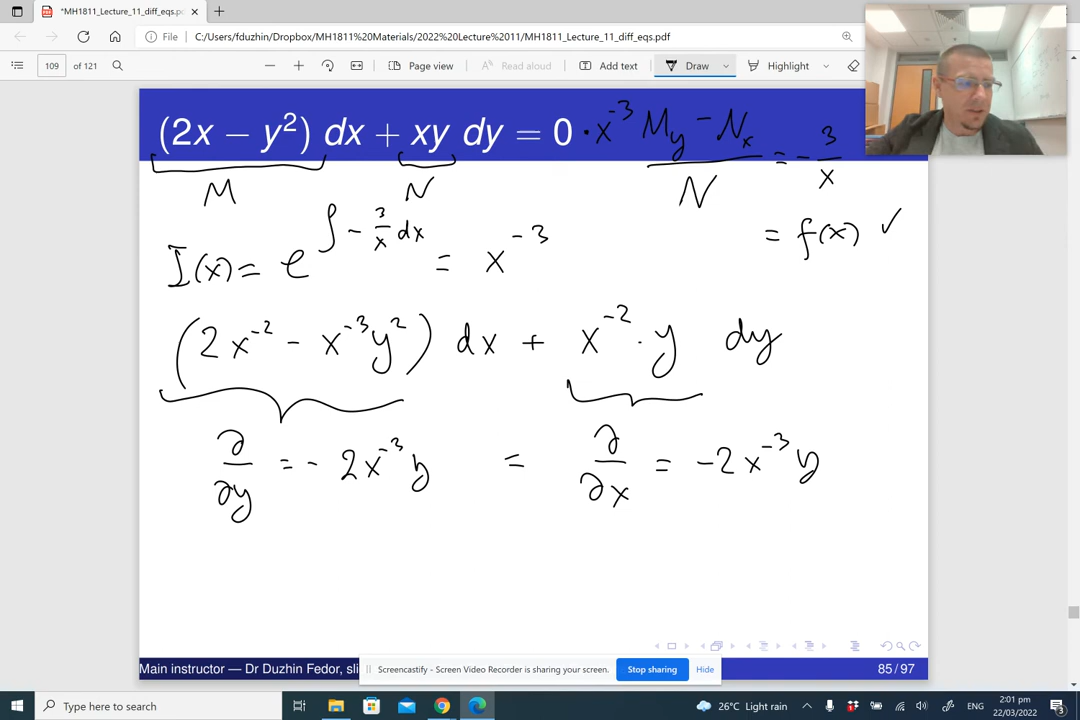 *MH1811_Lecture_11_diff_eqs.pd
File C:/Users/fduzhin/Dropbox/MH1811%20Materials/2022%20Lecture%2011/MH1811_Lecture_11_diff_eqs.pdf
109 of 121 Page view Read aloud Add text Draw Highlight
(2x − y²) dx + xy dy = 0 · x⁻³ (M_y − N_x)/N = −3/x
M N
= f(x) ✓
I(x) = e^{∫ −3/x dx} = x⁻³
(2x⁻² − x⁻³y²) dx + x⁻² · y dy
∂/∂y = −2x⁻³y = ∂/∂x = −2x⁻³y
Main instructor — Dr Duzhin Fedor, sli 85/97
Screencastify - Screen Video Recorder is sharing your screen. Stop sharing Hide
Type here to search 26°C Light rain ENG 2:01 pm
22/03/2022 3